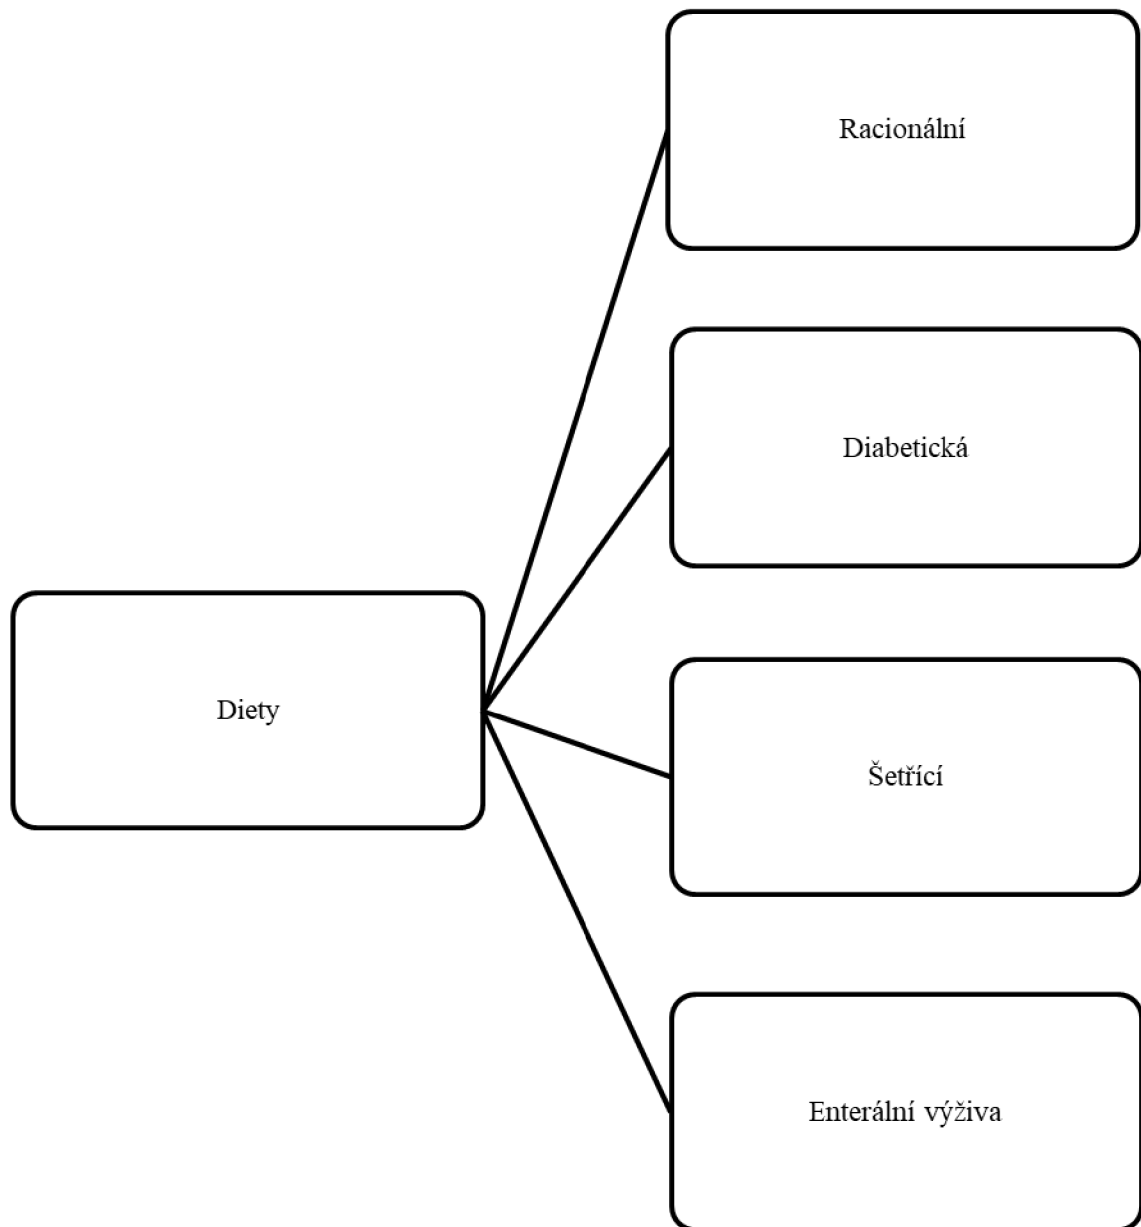 Racionální
Diabetická
Diety
Šetřící
Enterální výživa